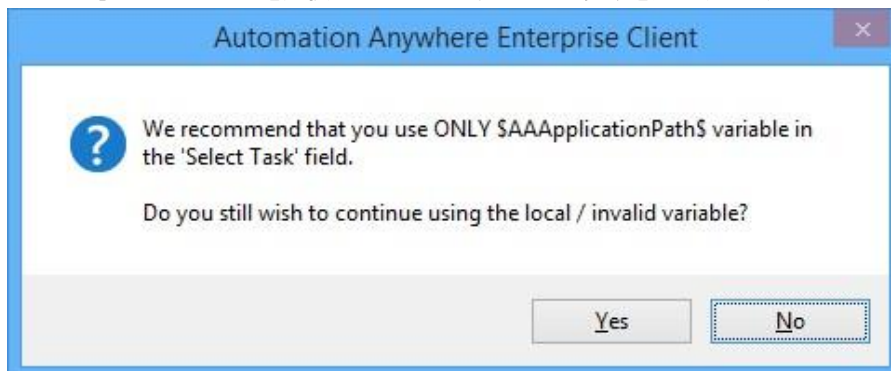 Automation Anywhere Enterprise Client
We recommend that you use ONLY $AAApplicationPath$ variable in
the 'Select Task' field.
Do you still wish to continue using the local / invalid variable?
Yes
No